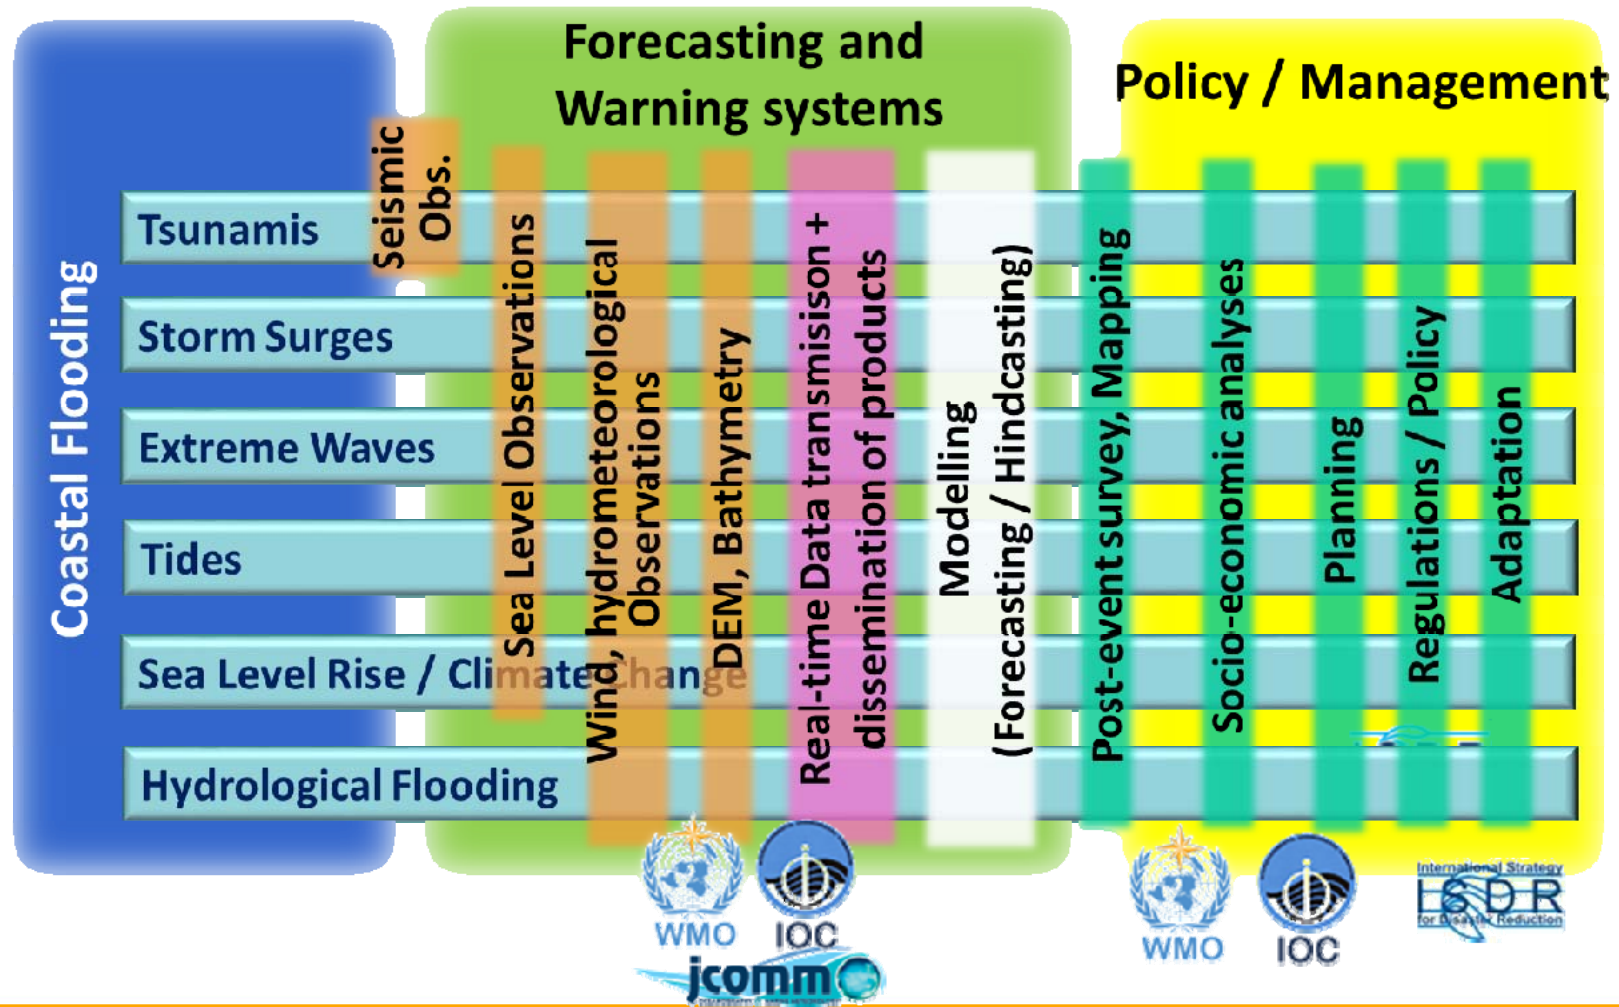 Forecasting and
Warning systems
Policy / Management
Coastal Flooding
Tsunamis
Storm Surges
Extreme Waves
Tides
Sea Level Rise / Climate Change
Hydrological Flooding
Seismic
Obs.
Sea Level Observations
Wind, hydrometeorological
Observations
DEM, Bathymetry
Real-time Data transmisision +
dissemination of products
Modelling
(Forecasting / Hindcasting)
Post-event survey, Mapping
Socio-economic analyses
Planning
Regulations / Policy
Adaptation
WMO
IOC
jcomm
WMO
IOC
International Strategy
ISDR
for Disaster Reduction